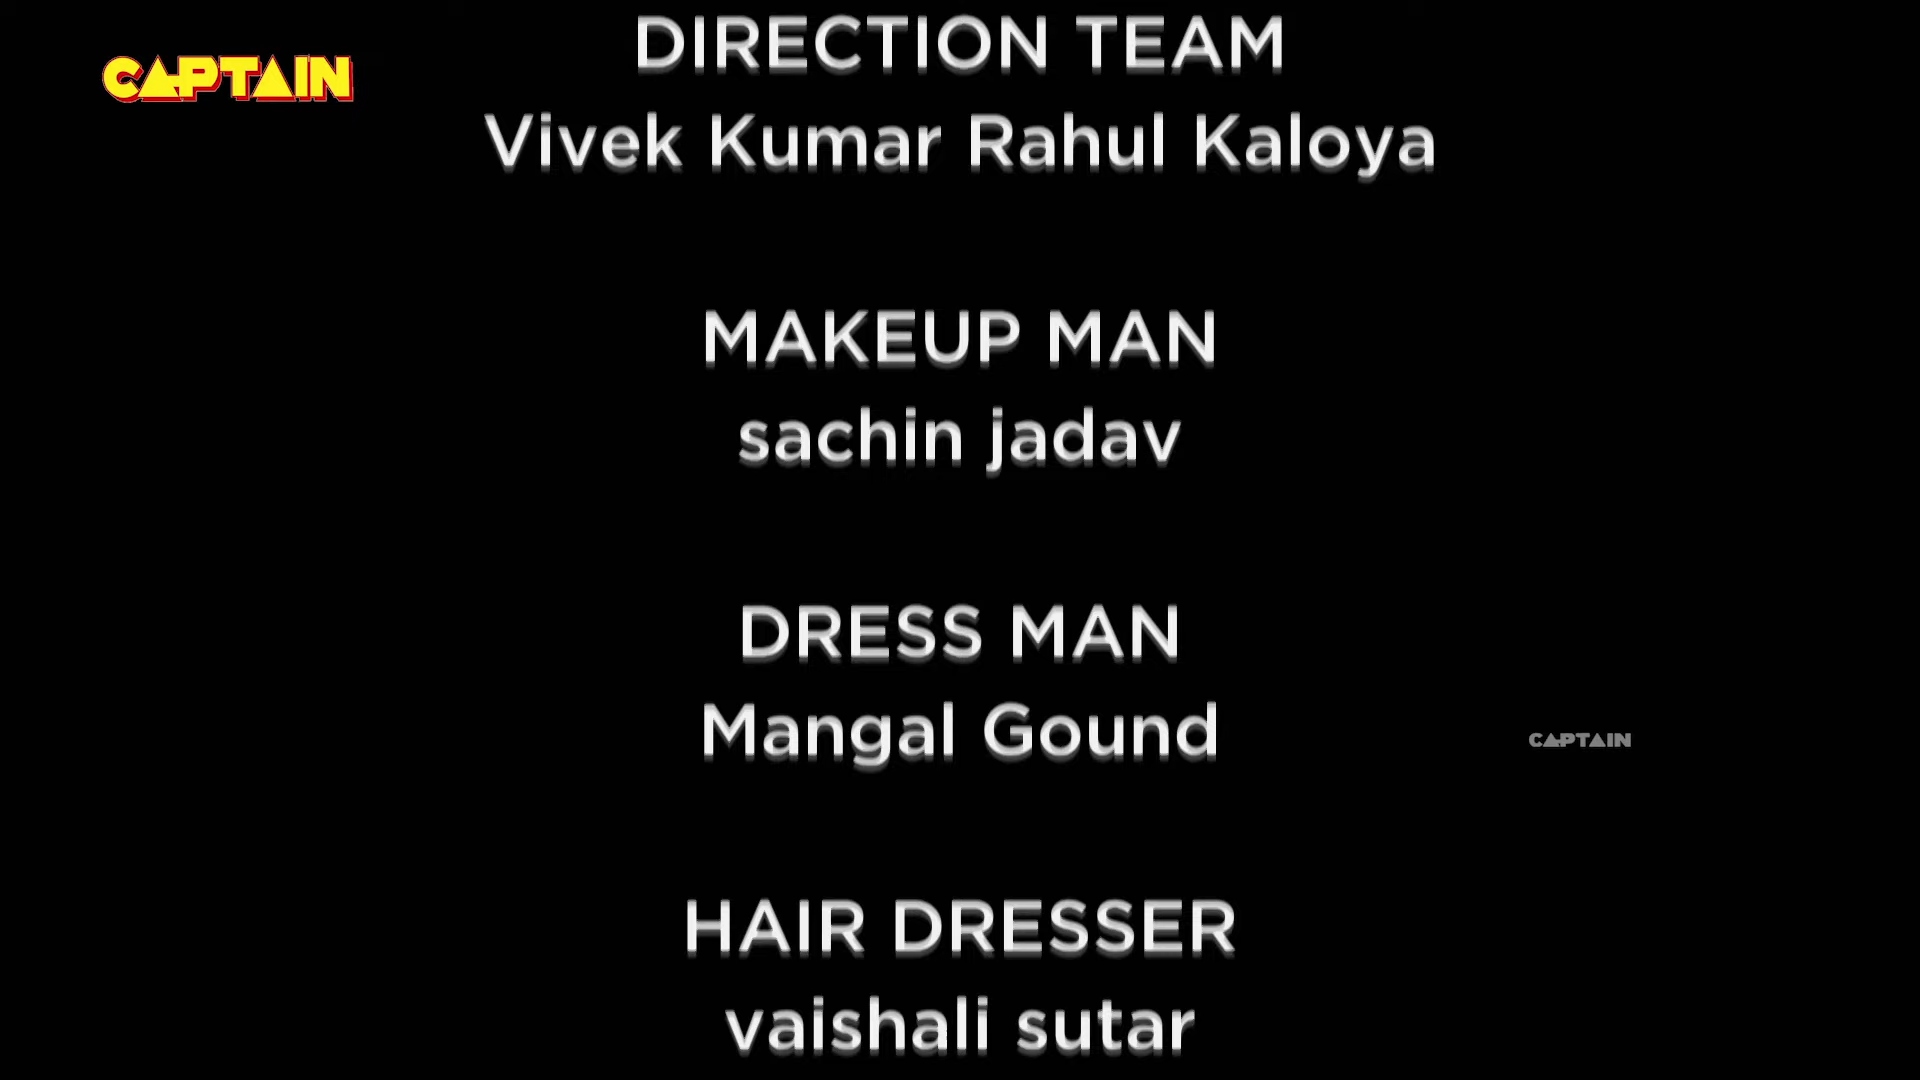 CAPTAIN
DIRECTION TEAM
Vivek Kumar Rahul Kaloya
MAKEUP MAN
sachin jadav
DRESS MAN
Mangal Gound
CAPTAIN
HAIR DRESSER
vaishali sutar